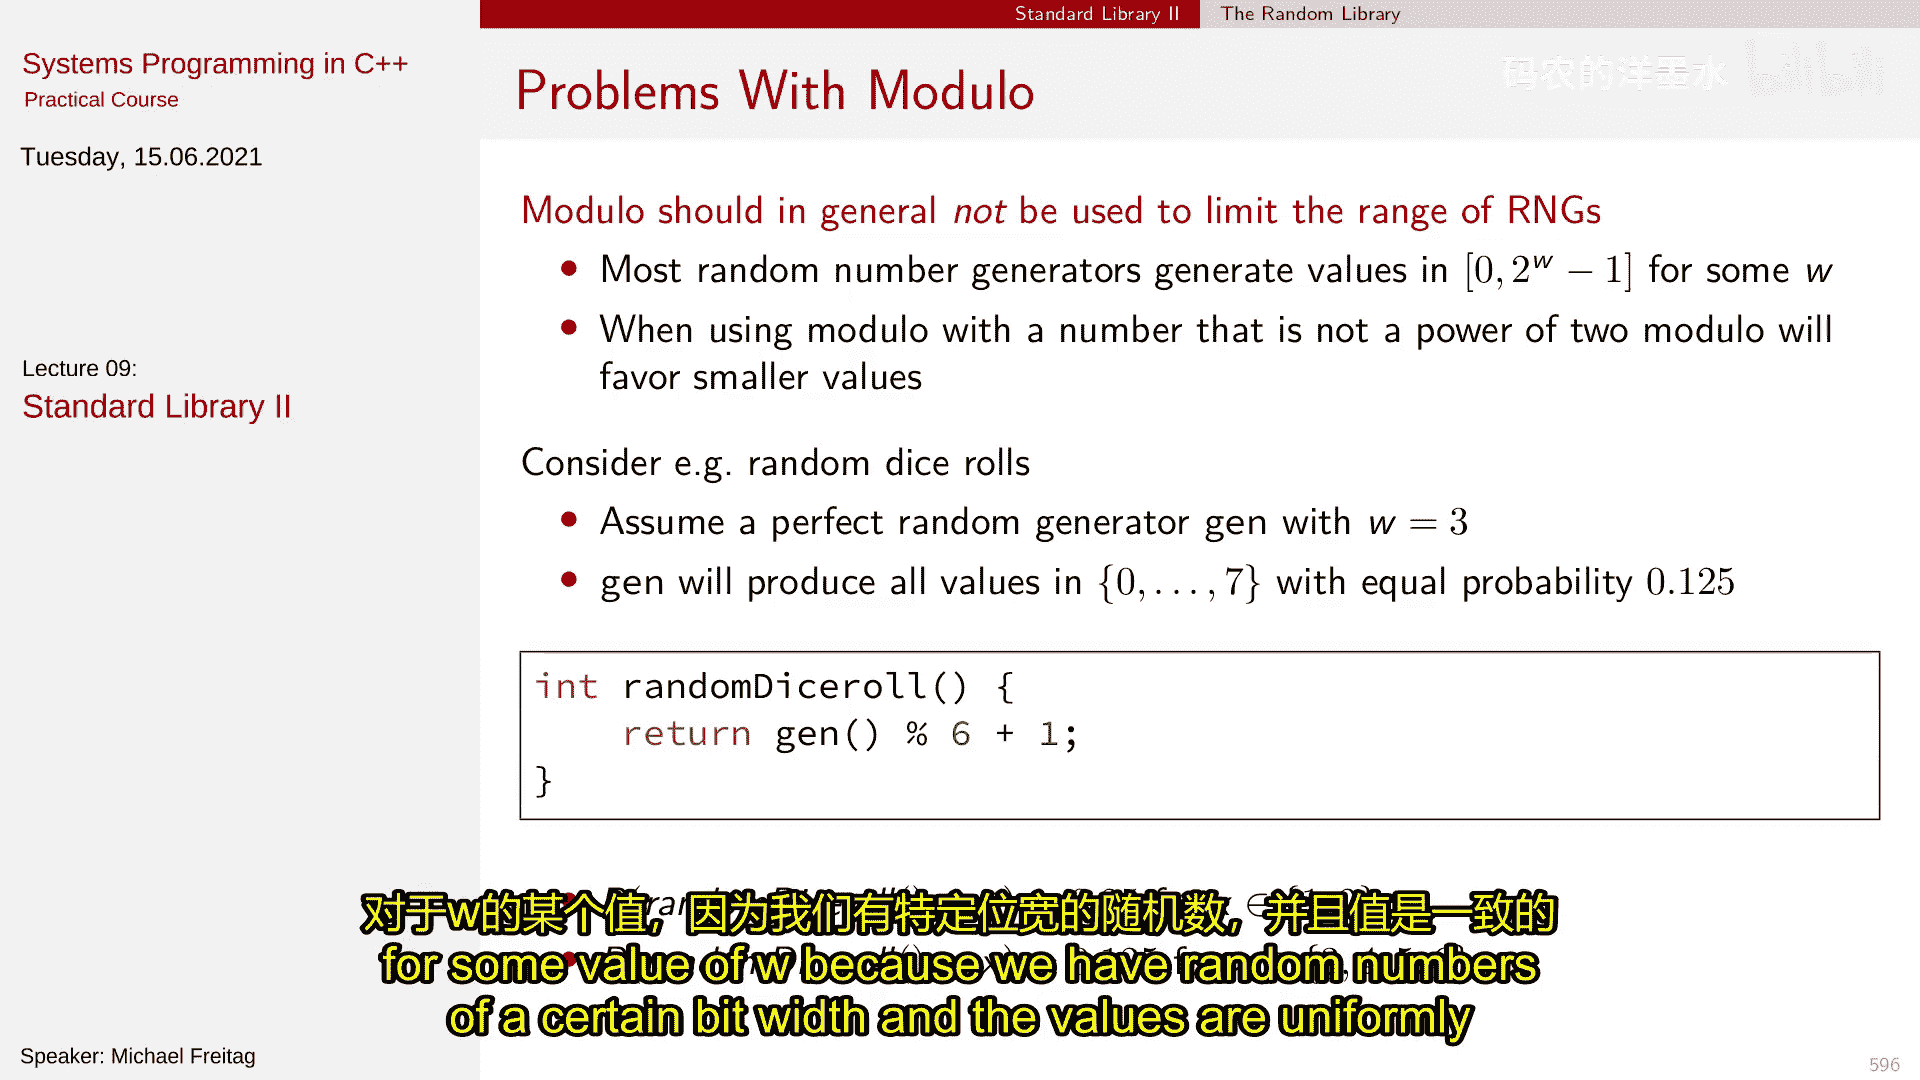 Standard Library II The Random Library
Systems Programming in C++
Practical Course
Tuesday, 15.06.2021
Lecture 09:
Standard Library II
Problems With Modulo
码农的洋墨水 bilibili
Modulo should in general not be used to limit the range of RNGs
• Most random number generators generate values in [0, 2^w − 1] for some w
• When using modulo with a number that is not a power of two modulo will
favor smaller values
Consider e.g. random dice rolls
• Assume a perfect random generator gen with w = 3
• gen will produce all values in {0, . . . , 7} with equal probability 0.125
int randomDiceroll() {
return gen() % 6 + 1;
}
对于w的某个值，因为我们有特定位宽的随机数，并且值是一致的
for some value of w because we have random numbers
of a certain bit width and the values are uniformly
Speaker: Michael Freitag
596